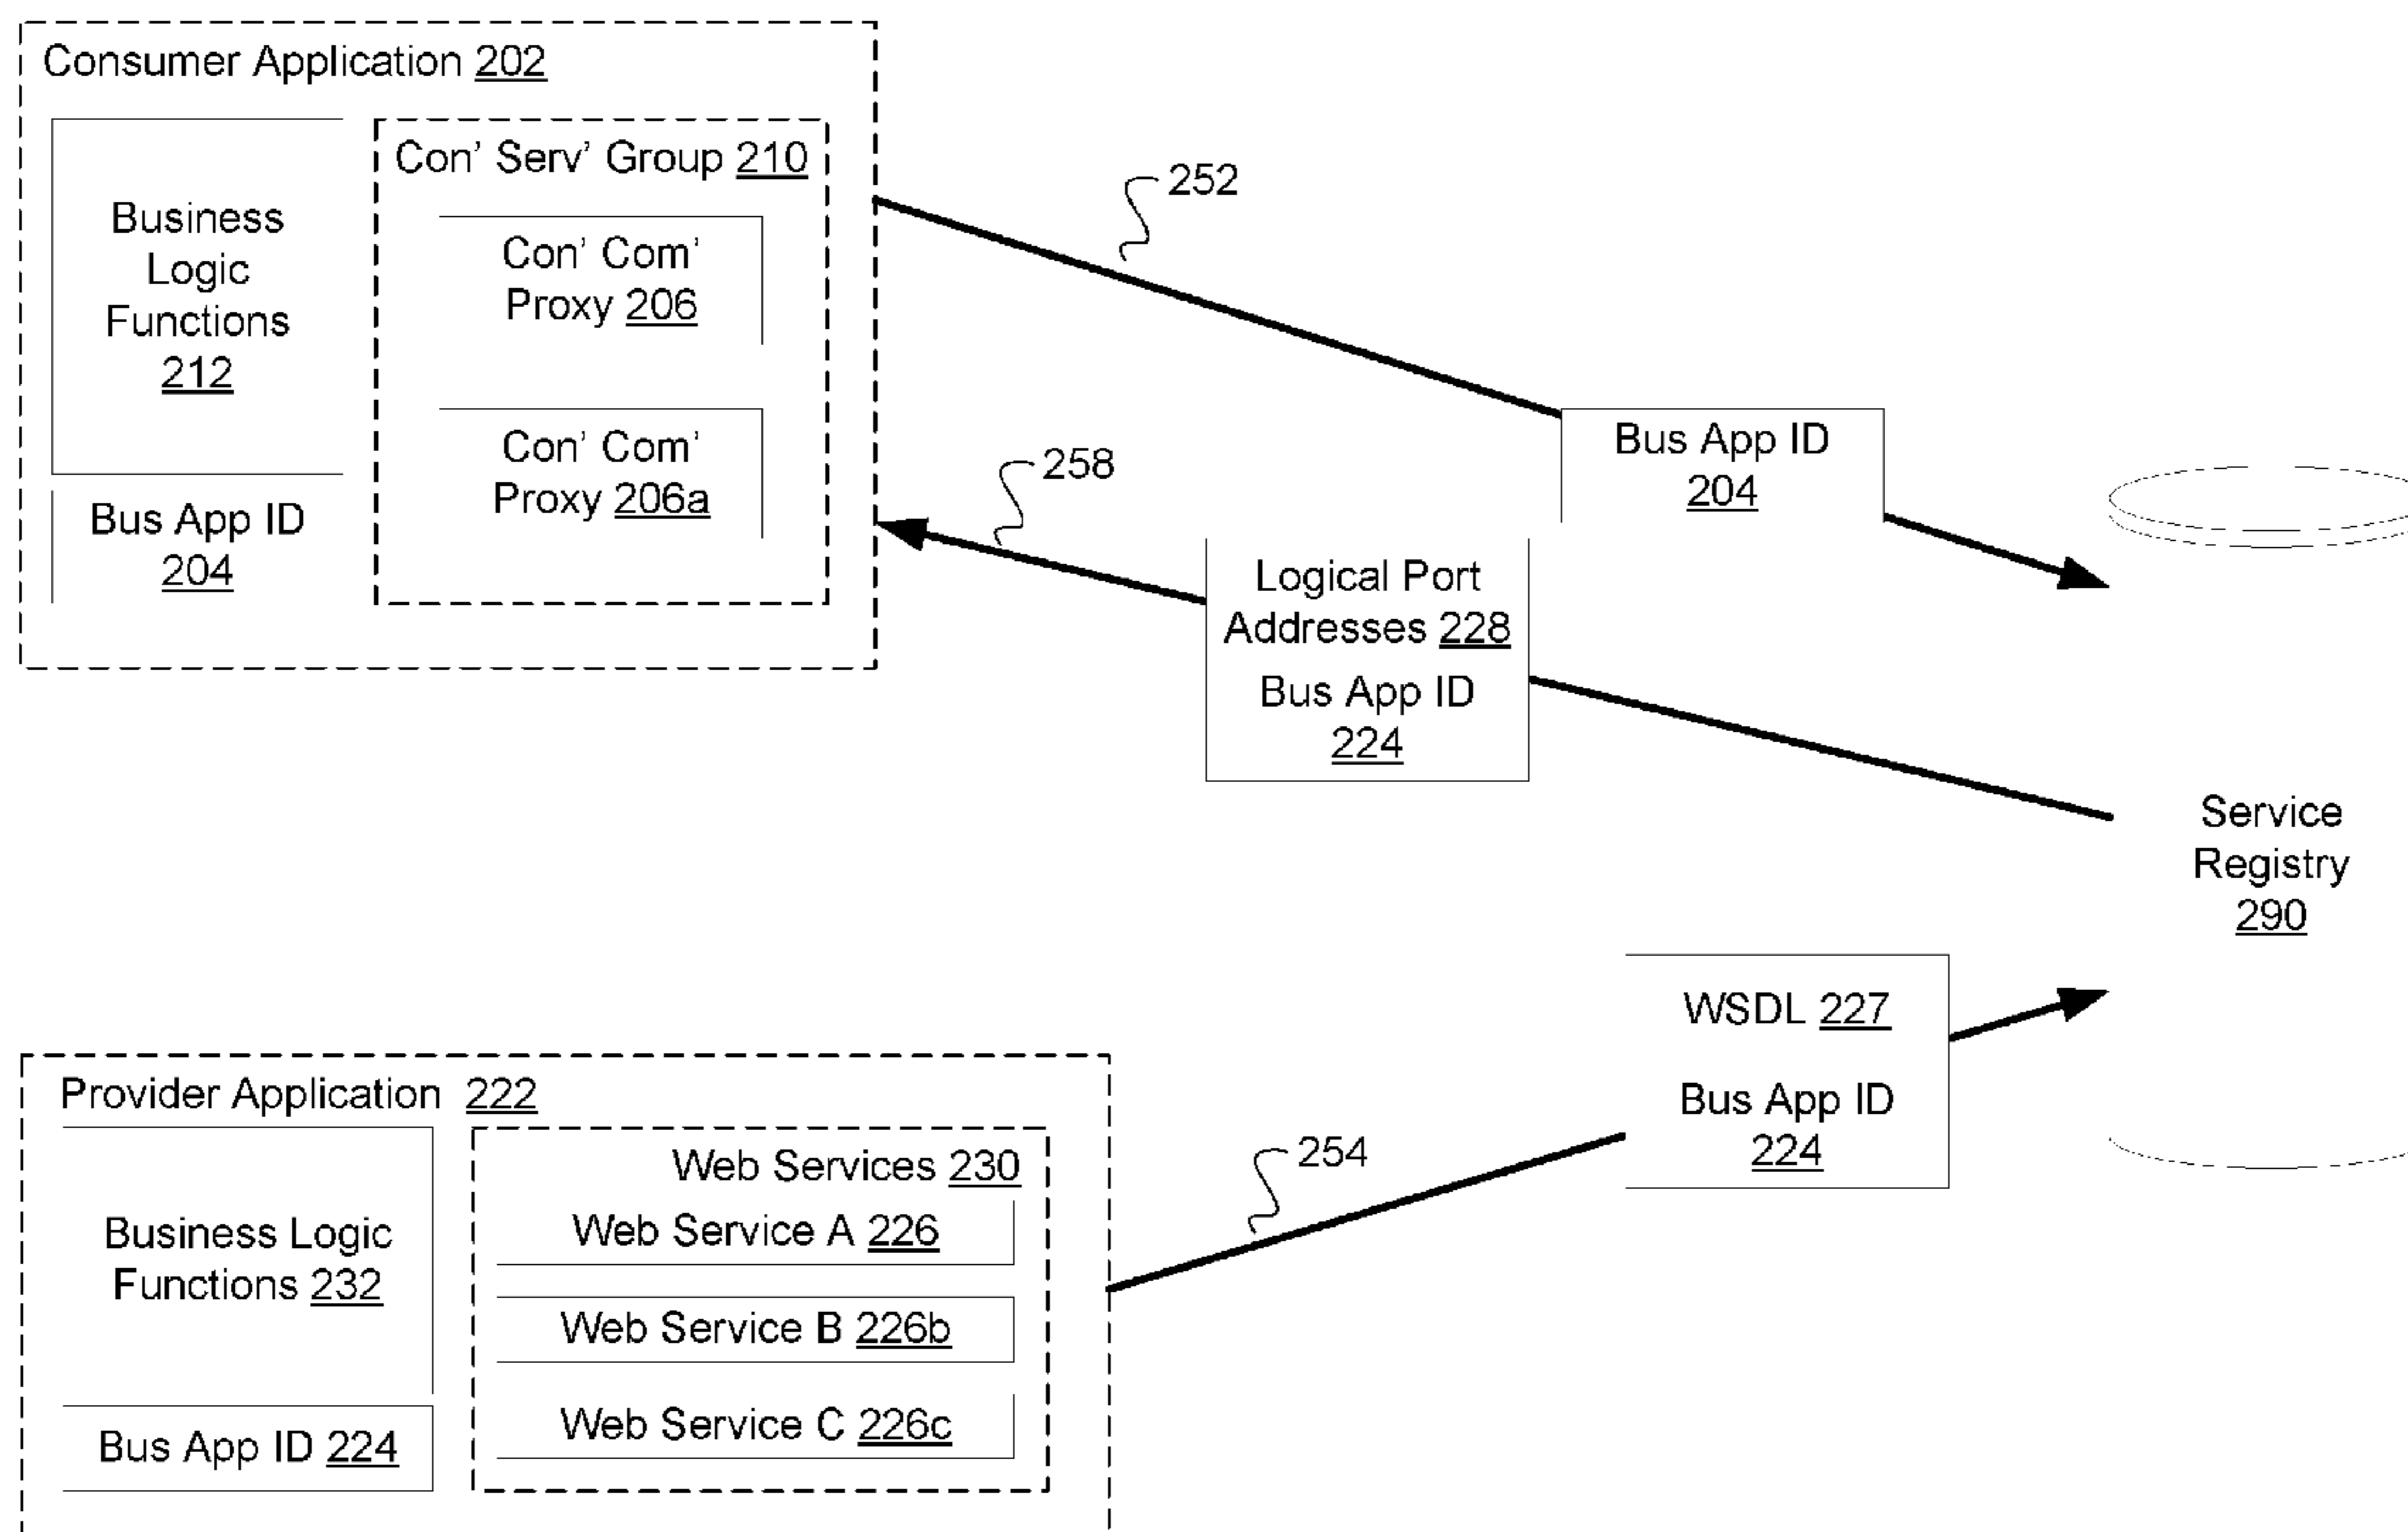 Consumer Application 202
Business
Logic
Functions
212
Bus App ID
204
Con' Serv' Group 210
Con' Com'
Proxy 206
Con' Com'
Proxy 206a
252
Bus App ID
204
258
Logical Port
Addresses 228
Bus App ID
224
Service
Registry
290
WSDL 227
Bus App ID
224
254
Provider Application 222
Business Logic
Functions 232
Bus App ID 224
Web Services 230
Web Service A 226
Web Service B 226b
Web Service C 226c